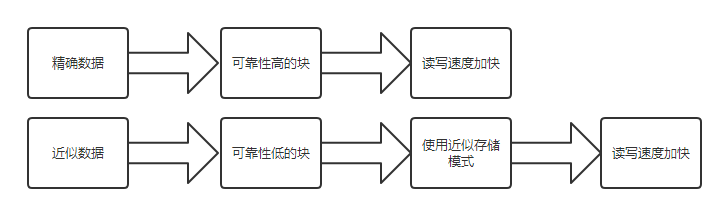 精确数据
可靠性高的块
读写速度加快
近似数据
可靠性低的块
使用近似存储
模式
读写速度加快